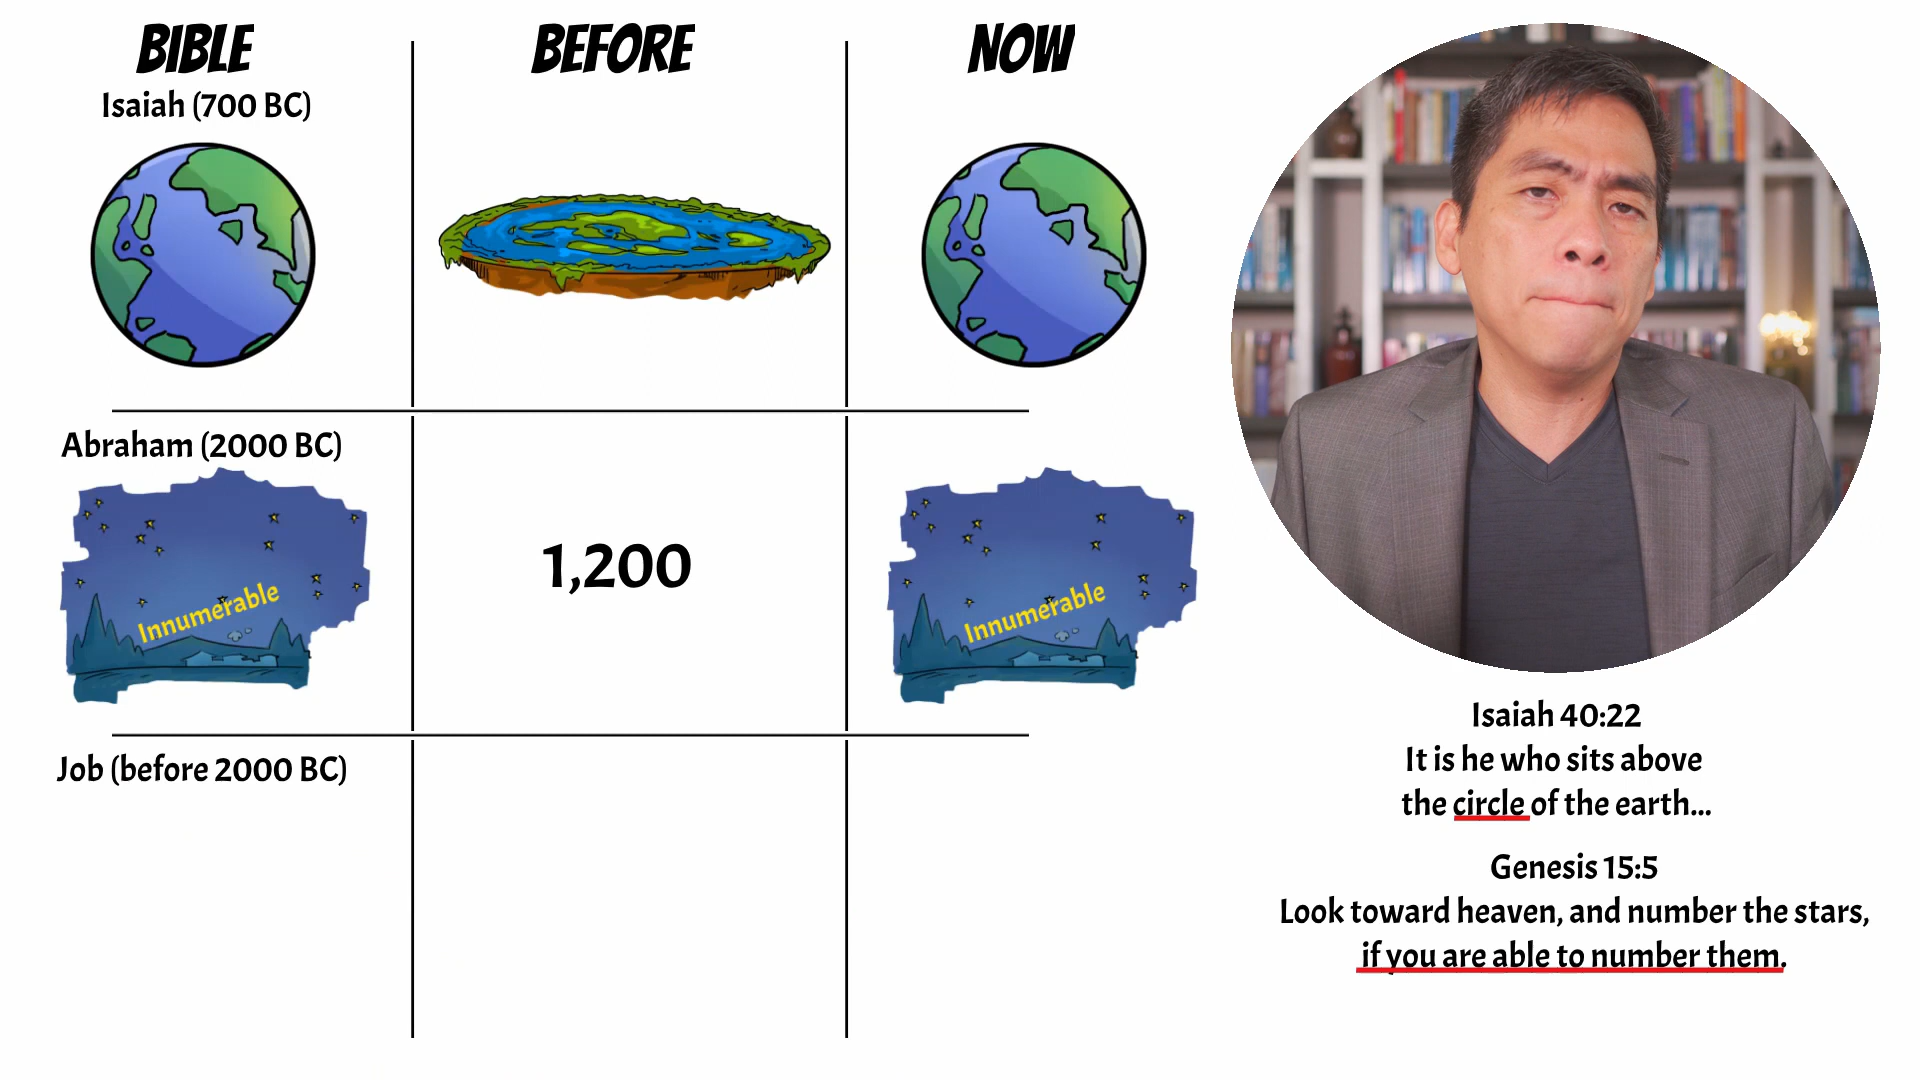 BIBLE
BEFORE
NOW
Isaiah (700 BC)
Abraham (2000 BC)
Innumerable
1,200
Innumerable
Job (before 2000 BC)
Isaiah 40:22
It is he who sits above
the circle of the earth...
Genesis 15:5
Look toward heaven, and number the stars,
if you are able to number them.